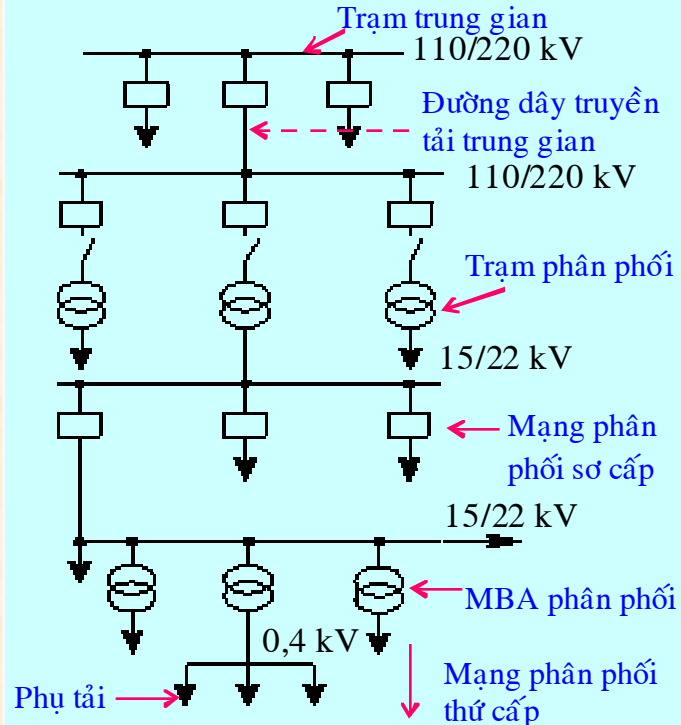 Trạm trung gian
110/220 kV
Đường dây truyền
tải trung gian
110/220 kV
Trạm phân phối
15/22 kV
Mạng phân
phối sơ cấp
15/22 kV
MBA phân phối
0,4 kV
Phụ tải
Mạng phân phối
thứ cấp